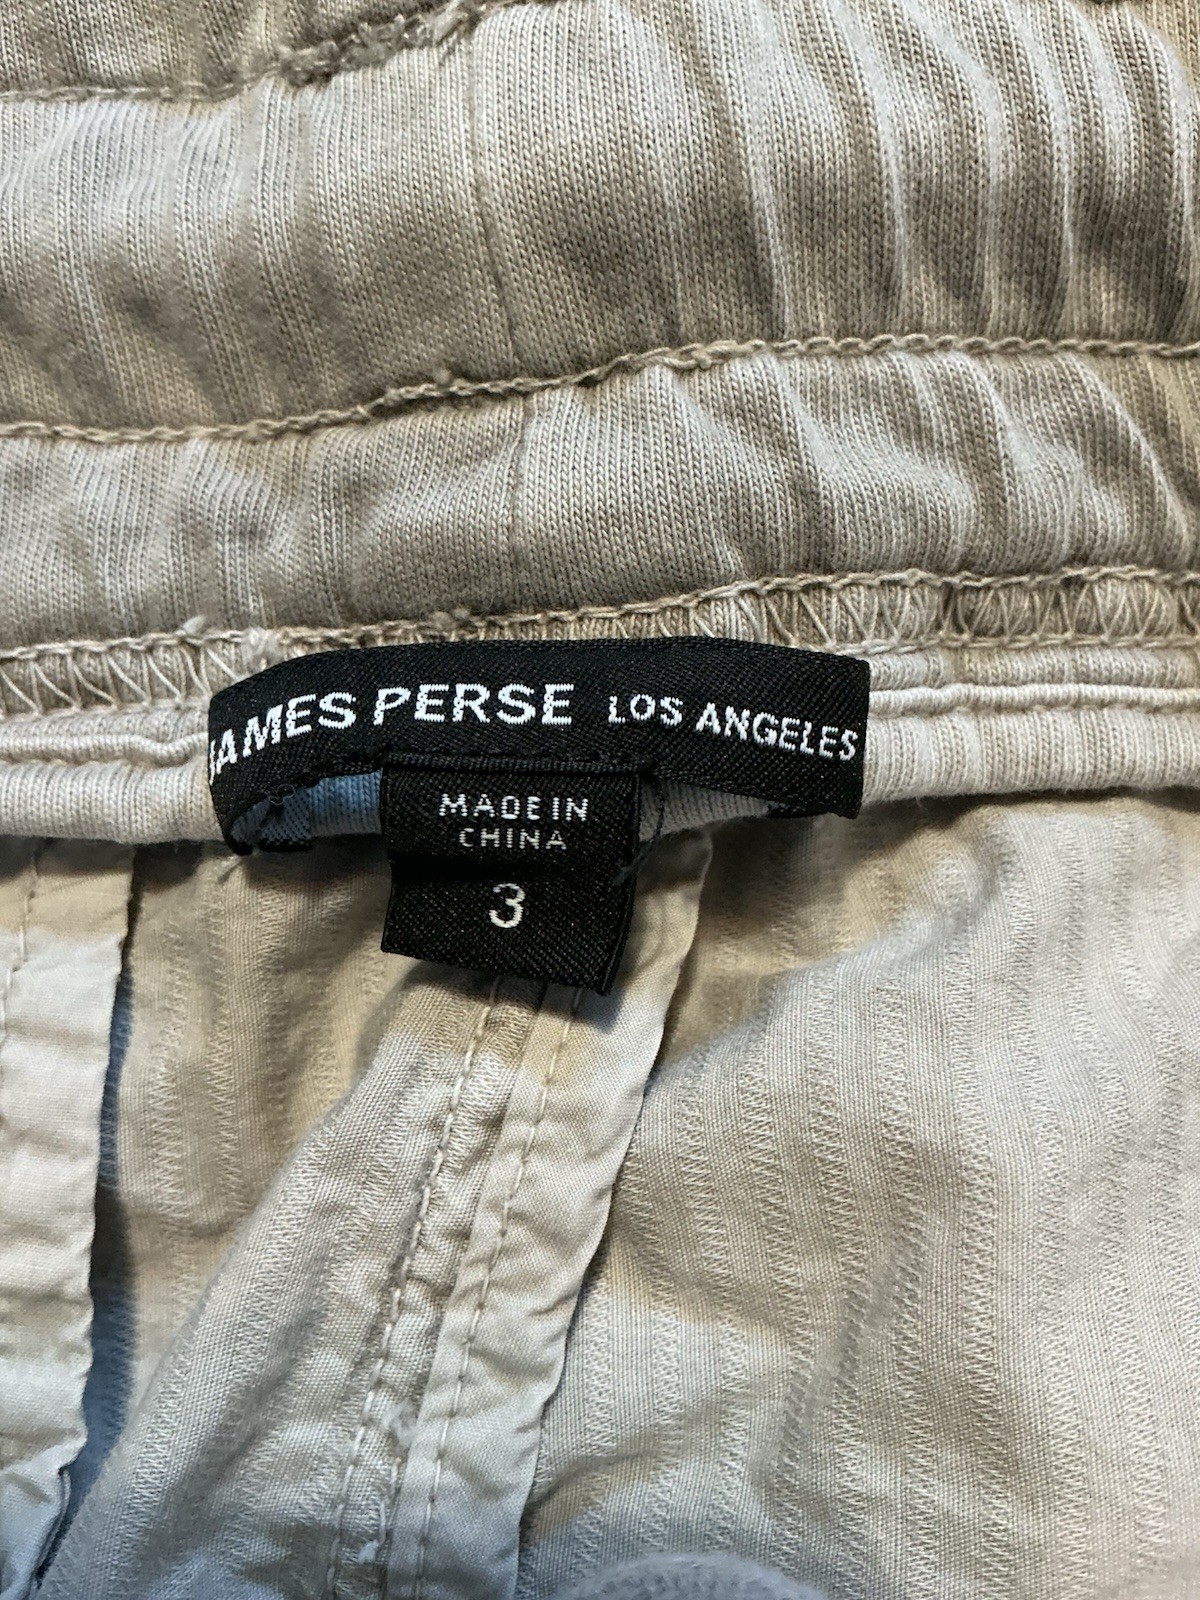 JAMES PERSE LOS ANGELES
MADE IN
CHINA
3